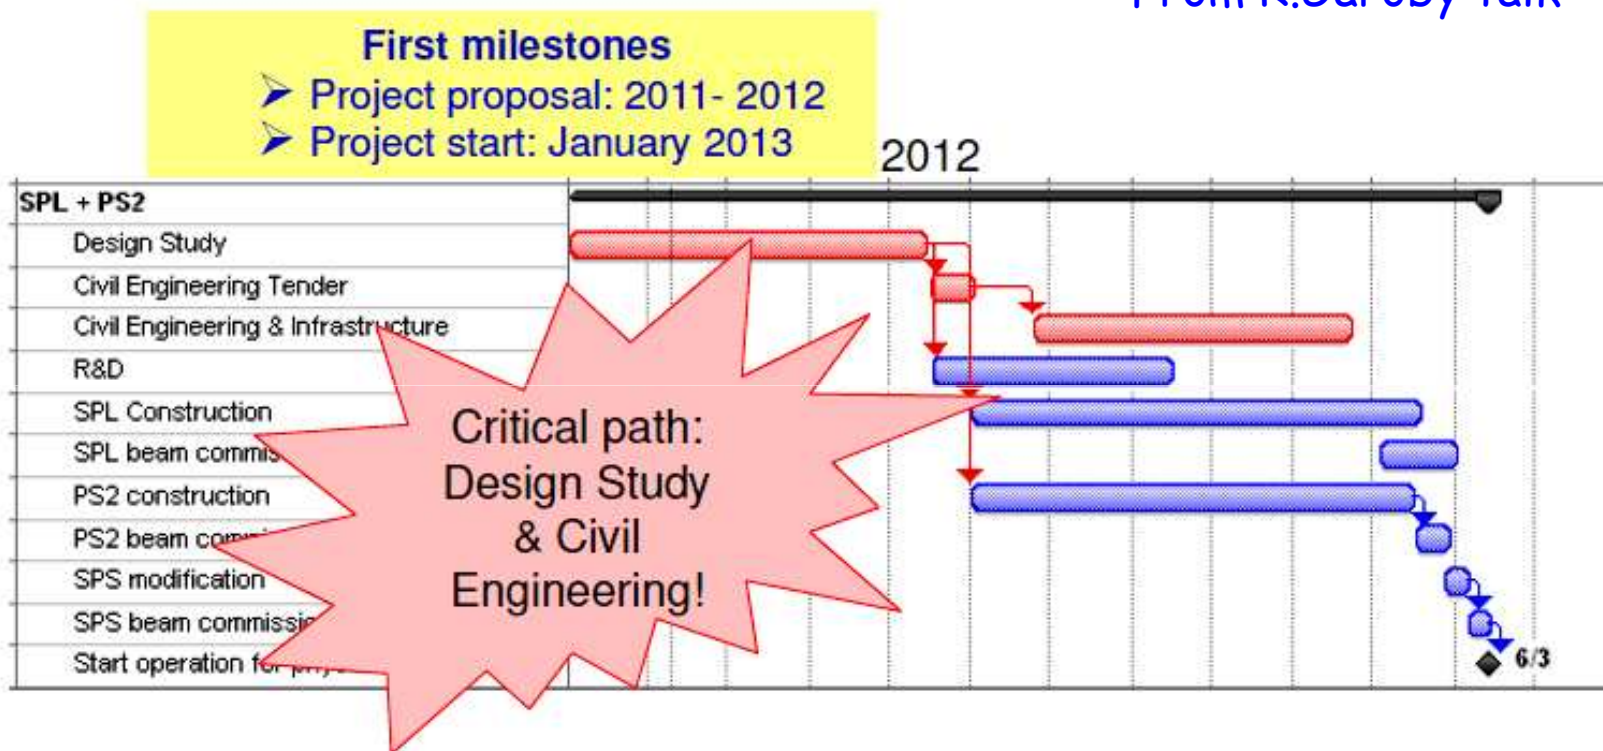 First milestones
➢ Project proposal: 2011- 2012
➢ Project start: January 2013
2012
SPL + PS2
Design Study
Civil Engineering Tender
Civil Engineering & Infrastructure
R&D
SPL Construction
SPL beam
PS2 construction
PS2 beam
SPS modification
SPS beam
Start operation
6/3
Critical path:
Design Study
& Civil
Engineering!